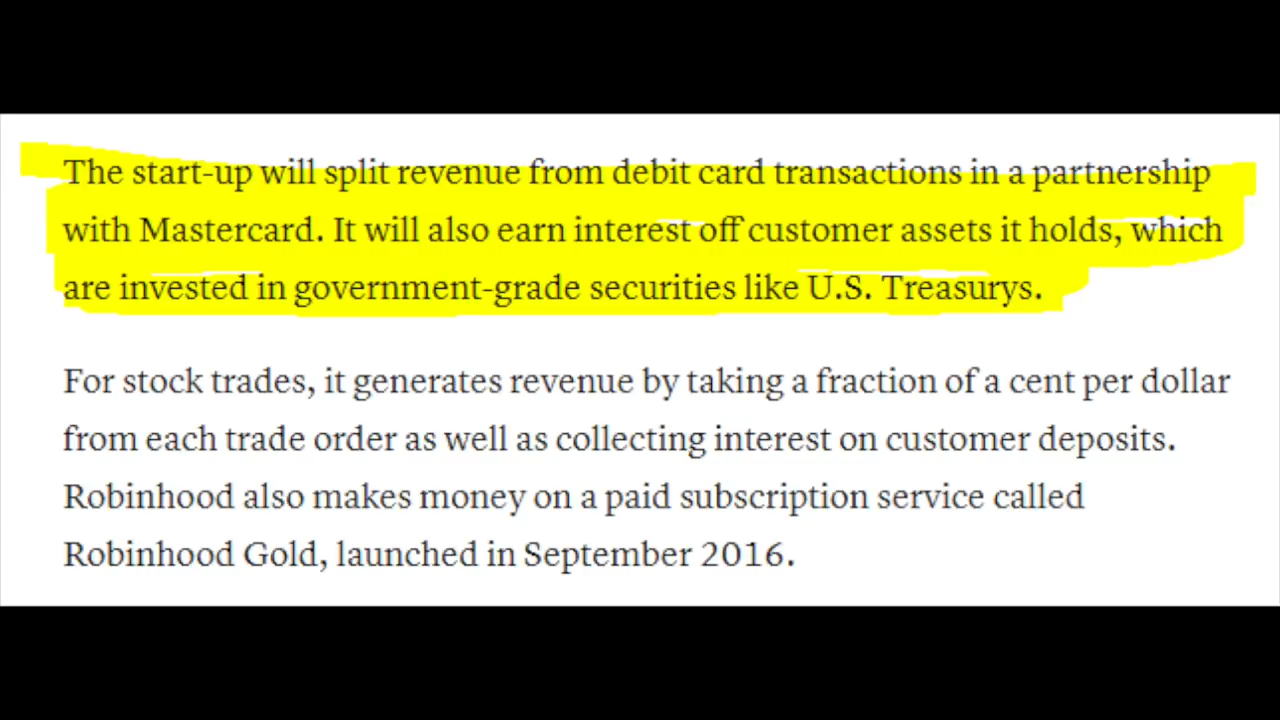 The start-up will split revenue from debit card transactions in a partnership
with Mastercard. It will also earn interest off customer assets it holds, which
are invested in government-grade securities like U.S. Treasurys.
For stock trades, it generates revenue by taking a fraction of a cent per dollar
from each trade order as well as collecting interest on customer deposits.
Robinhood also makes money on a paid subscription service called
Robinhood Gold, launched in September 2016.